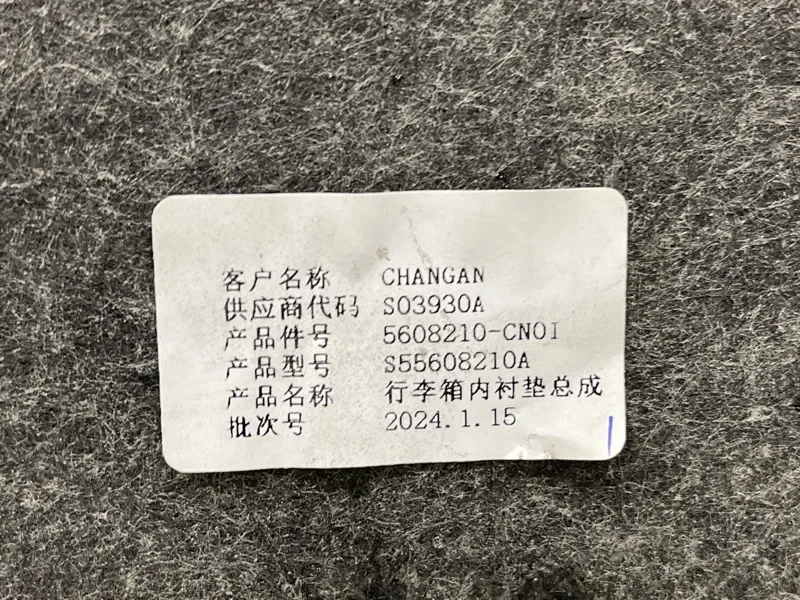 客户名称 CHANGAN
供应商代码 S03930A
产品件号 5608210-CN01
产品型号 S55608210A
产品名称 行李箱内衬垫总成
批次号 2024.1.15